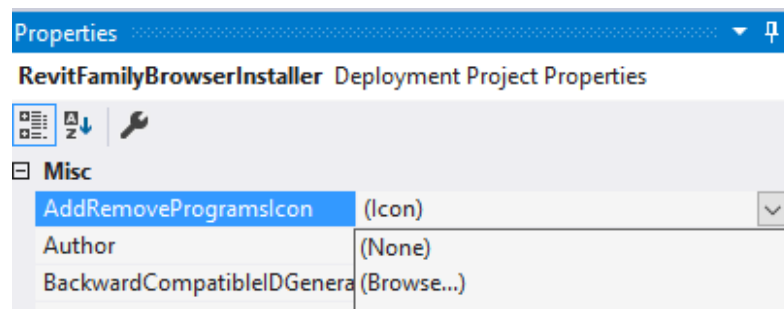 Properties
RevitFamilyBrowserInstaller Deployment Project Properties
Misc
AddRemoveProgramsIcon (Icon)
Author (None)
BackwardCompatibleIDGenera (Browse...)